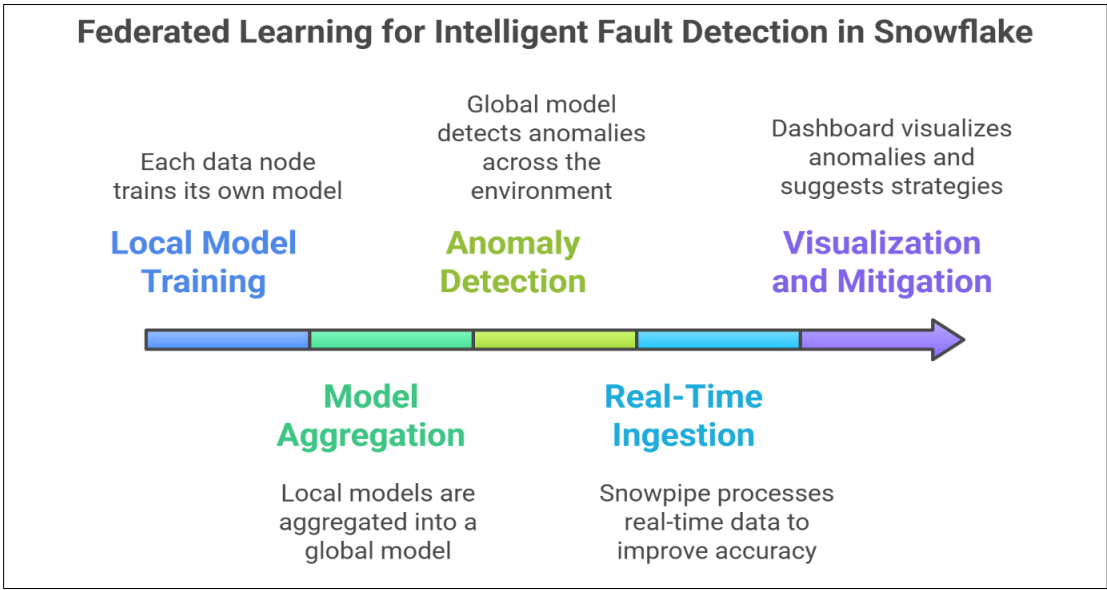 Federated Learning for Intelligent Fault Detection in Snowflake
Each data node
trains its own model
Local Model
Training
Model
Aggregation
Local models are
aggregated into a
global model
Global model
detects anomalies
across the
environment
Anomaly
Detection
Real-Time
Ingestion
Snowpipe processes
real-time data to
improve accuracy
Dashboard visualizes
anomalies and
suggests strategies
Visualization
and Mitigation